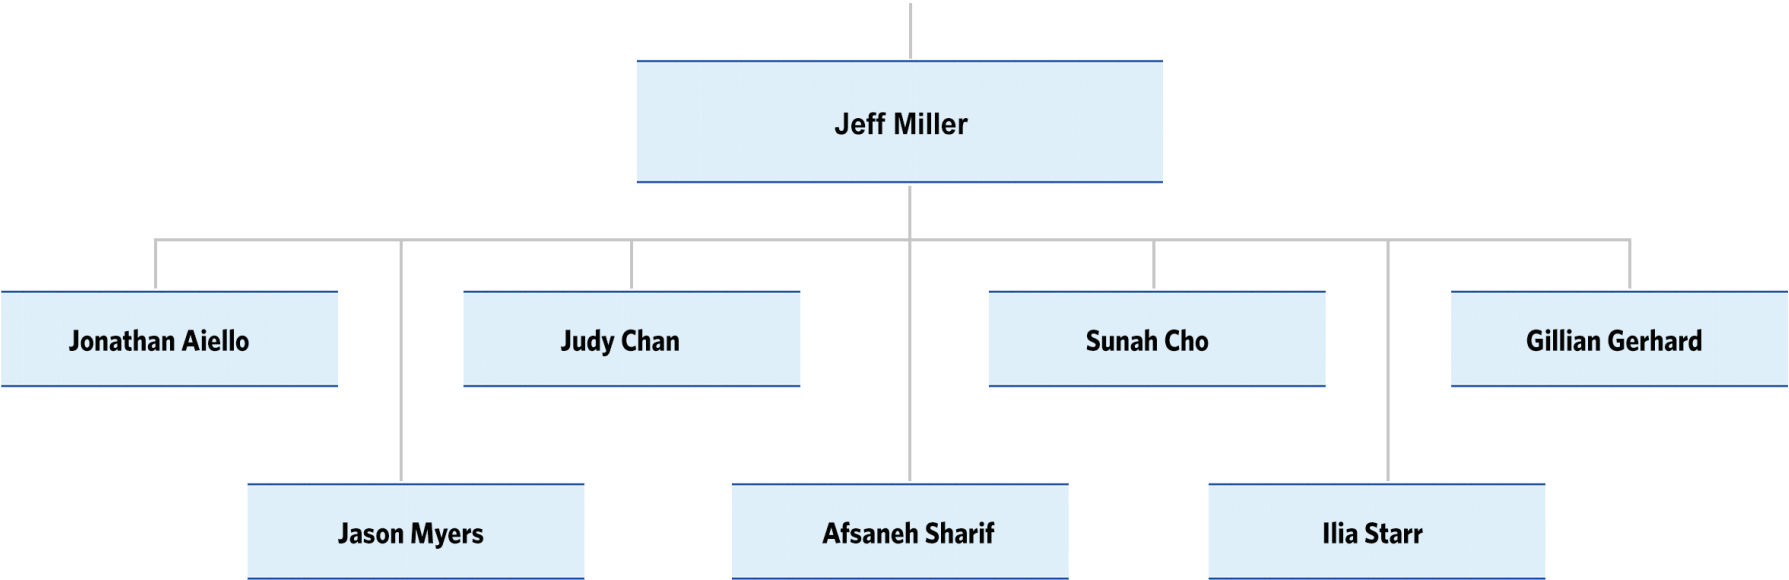 Jeff Miller
Jonathan Aiello
Judy Chan
Sunah Cho
Gillian Gerhard
Jason Myers
Afsaneh Sharif
Ilia Starr